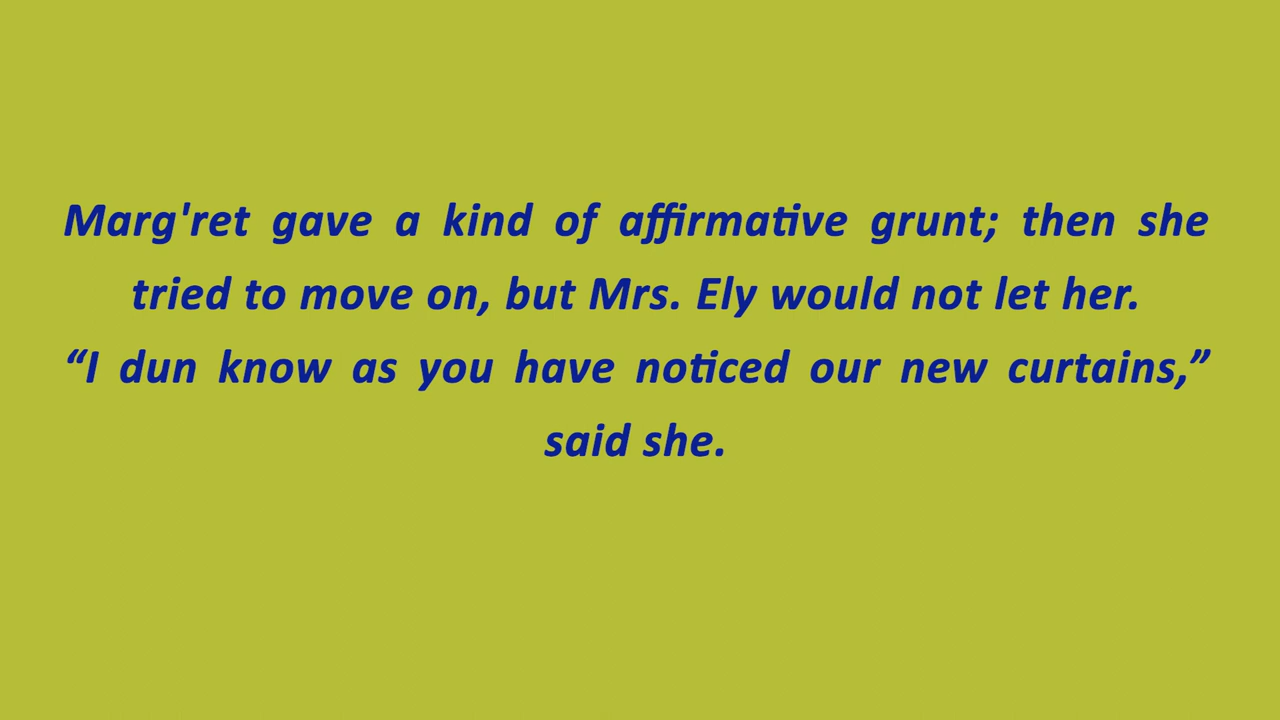 Marg'ret gave a kind of affirmative grunt; then she
tried to move on, but Mrs. Ely would not let her.
“I dun know as you have noticed our new curtains,”
said she.